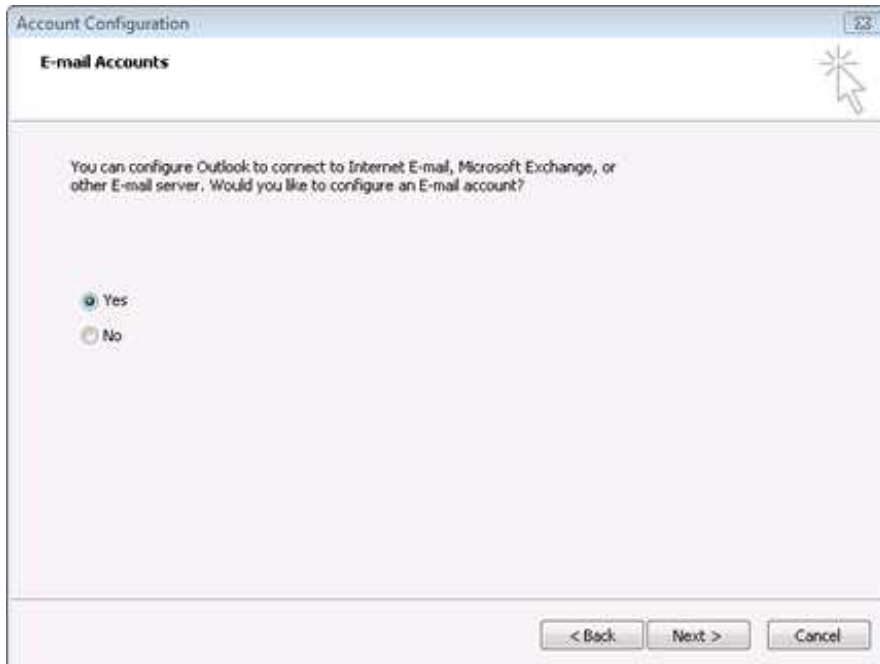 Account Configuration
E-mail Accounts
You can configure Outlook to connect to Internet E-mail, Microsoft Exchange, or
other E-mail server. Would you like to configure an E-mail account?
Yes
No
< Back
Next >
Cancel